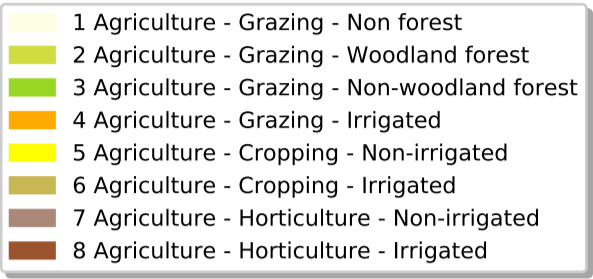 1 Agriculture - Grazing - Non forest
2 Agriculture - Grazing - Woodland forest
3 Agriculture - Grazing - Non-woodland forest
4 Agriculture - Grazing - Irrigated
5 Agriculture - Cropping - Non-irrigated
6 Agriculture - Cropping - Irrigated
7 Agriculture - Horticulture - Non-irrigated
8 Agriculture - Horticulture - Irrigated